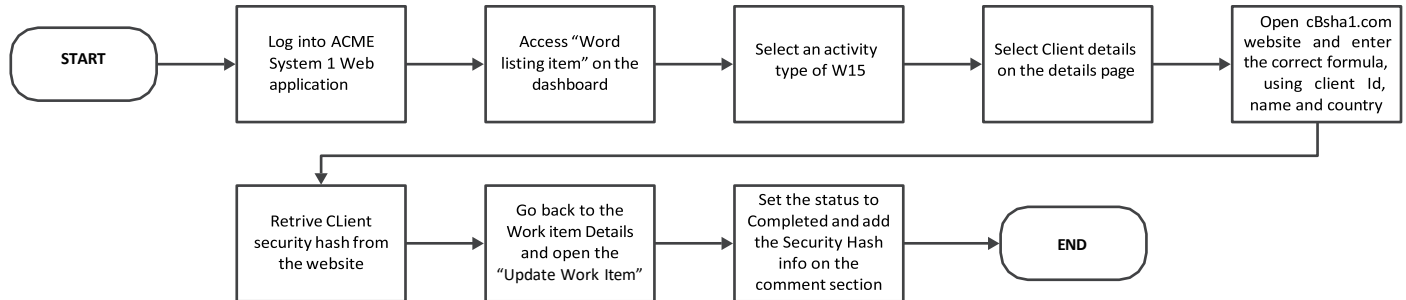 START
Log into ACME
System 1 Web
application
Access “Word
listing item” on the
dashboard
Select an activity
type of W15
Select Client details
on the details page
Open cBsha1.com
website and enter
the correct formula,
using client Id,
name and country
Retrive CLient
security hash from
the website
Go back to the
Work item Details
and open the
“Update Work Item”
Set the status to
Completed and add
the Security Hash
info on the
comment section
END